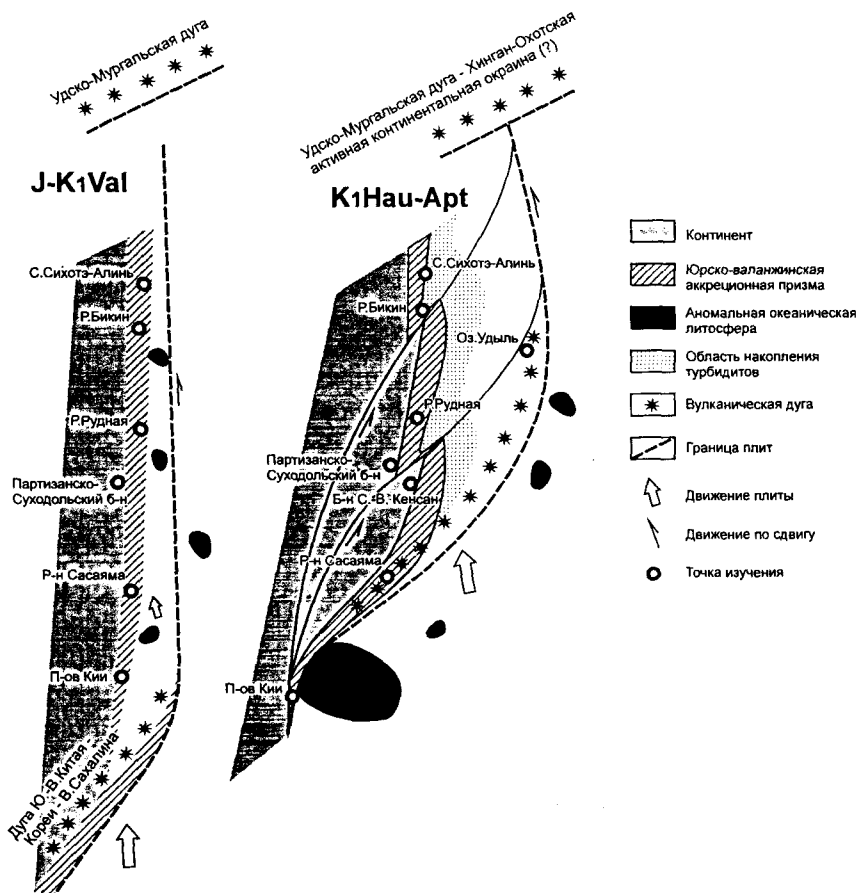 Удско-Мургальская дуга
J-K1Val
С.Сихотэ-Алинь
Р.Бикин
Р.Рудная
Партизанско-
Суходольский б-н
Р-н Сасаяма
П-ов Кии
Дуга Ю.-В.Китая -
Кореи - В.Сахалина
Удско-Мургальская дуга - Хинган-Охотская
активная континентальная окраина (?)
K1Hau-Apt
С.Сихотэ-Алинь
Р.Бикин
Оз.Удыль
Р.Рудная
Партизанско-
Суходольский б-н
Б-н С.-В. Кенсан
Р-н Сасаяма
П-ов Кии
Континент
Юрско-валанжинская
аккреционная призма
Аномальная океаническая
литосфера
Область накопления
турбидитов
Вулканическая дуга
Граница плит
Движение плиты
Движение по сдвигу
Точка изучения